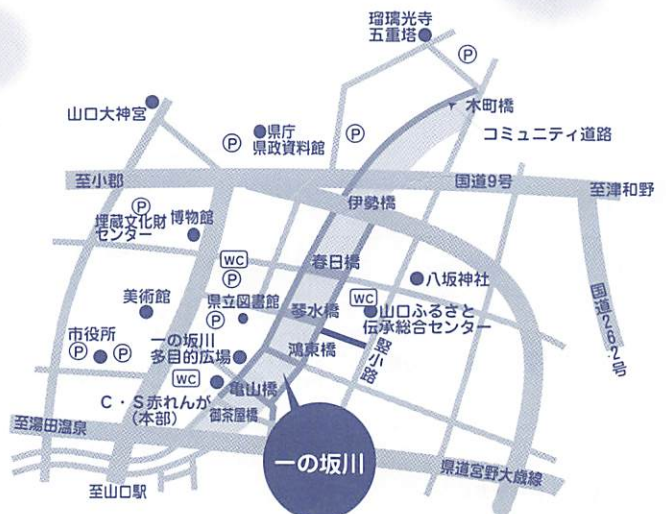 瑠璃光寺
五重塔
P
木町橋
山口大神宮
コミュニティ道路
県庁
県政資料館
P
P
至小郡
国道9号
至津和野
伊勢橋
P
埋蔵文化財
センター
博物館
WC
P
春日橋
八坂神社
国道262号
美術館
県立図書館
P
琴水橋
WC
山口ふるさと
伝承総合センター
市役所
P
P
一の坂川
多目的広場
鴻東橋
竪小路
WC
亀山橋
C・S赤れんが
(本部)
御茶屋橋
至湯田温泉
一の坂川
県道宮野大歳線
至山口駅